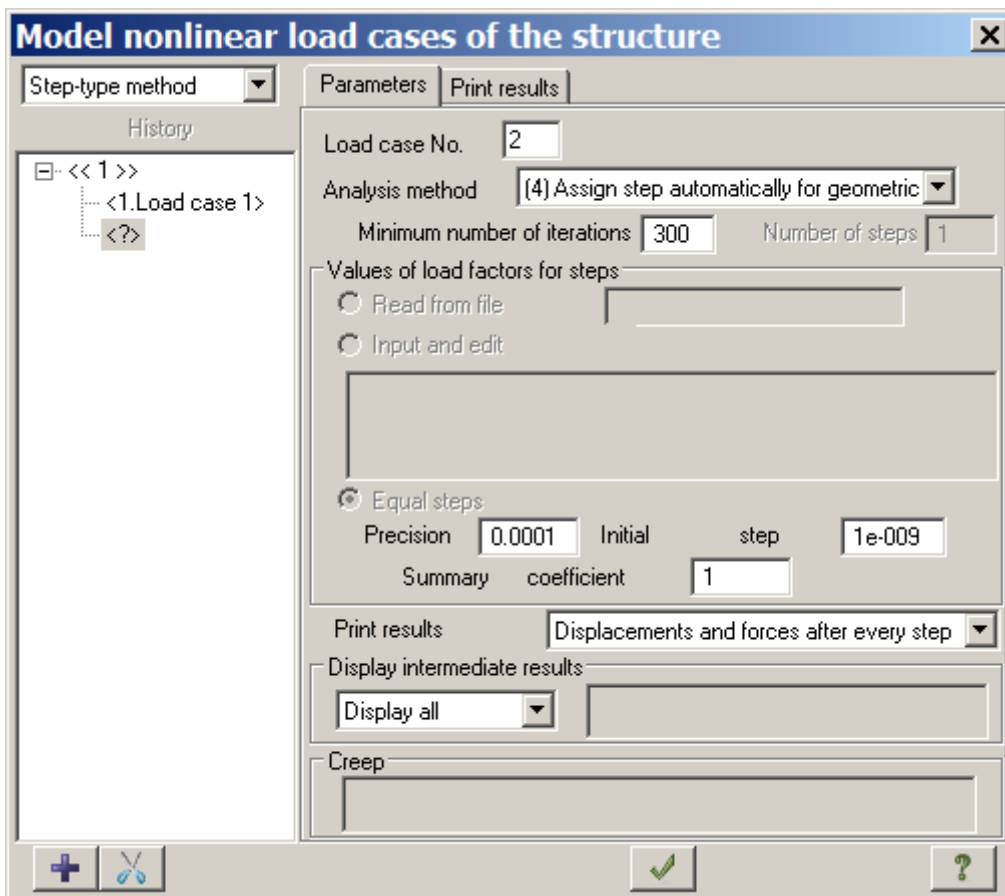 Model nonlinear load cases of the structure
Step-type method
History
<< 1 >>
<1.Load case 1>
<?>
Parameters
Print results
Load case No. 2
Analysis method (4) Assign step automatically for geometric
Minimum number of iterations 300 Number of steps 1
Values of load factors for steps
Read from file
Input and edit
Equal steps
Precision 0.0001 Initial step 1e-009
Summary coefficient 1
Print results Displacements and forces after every step
Display intermediate results
Display all
Creep